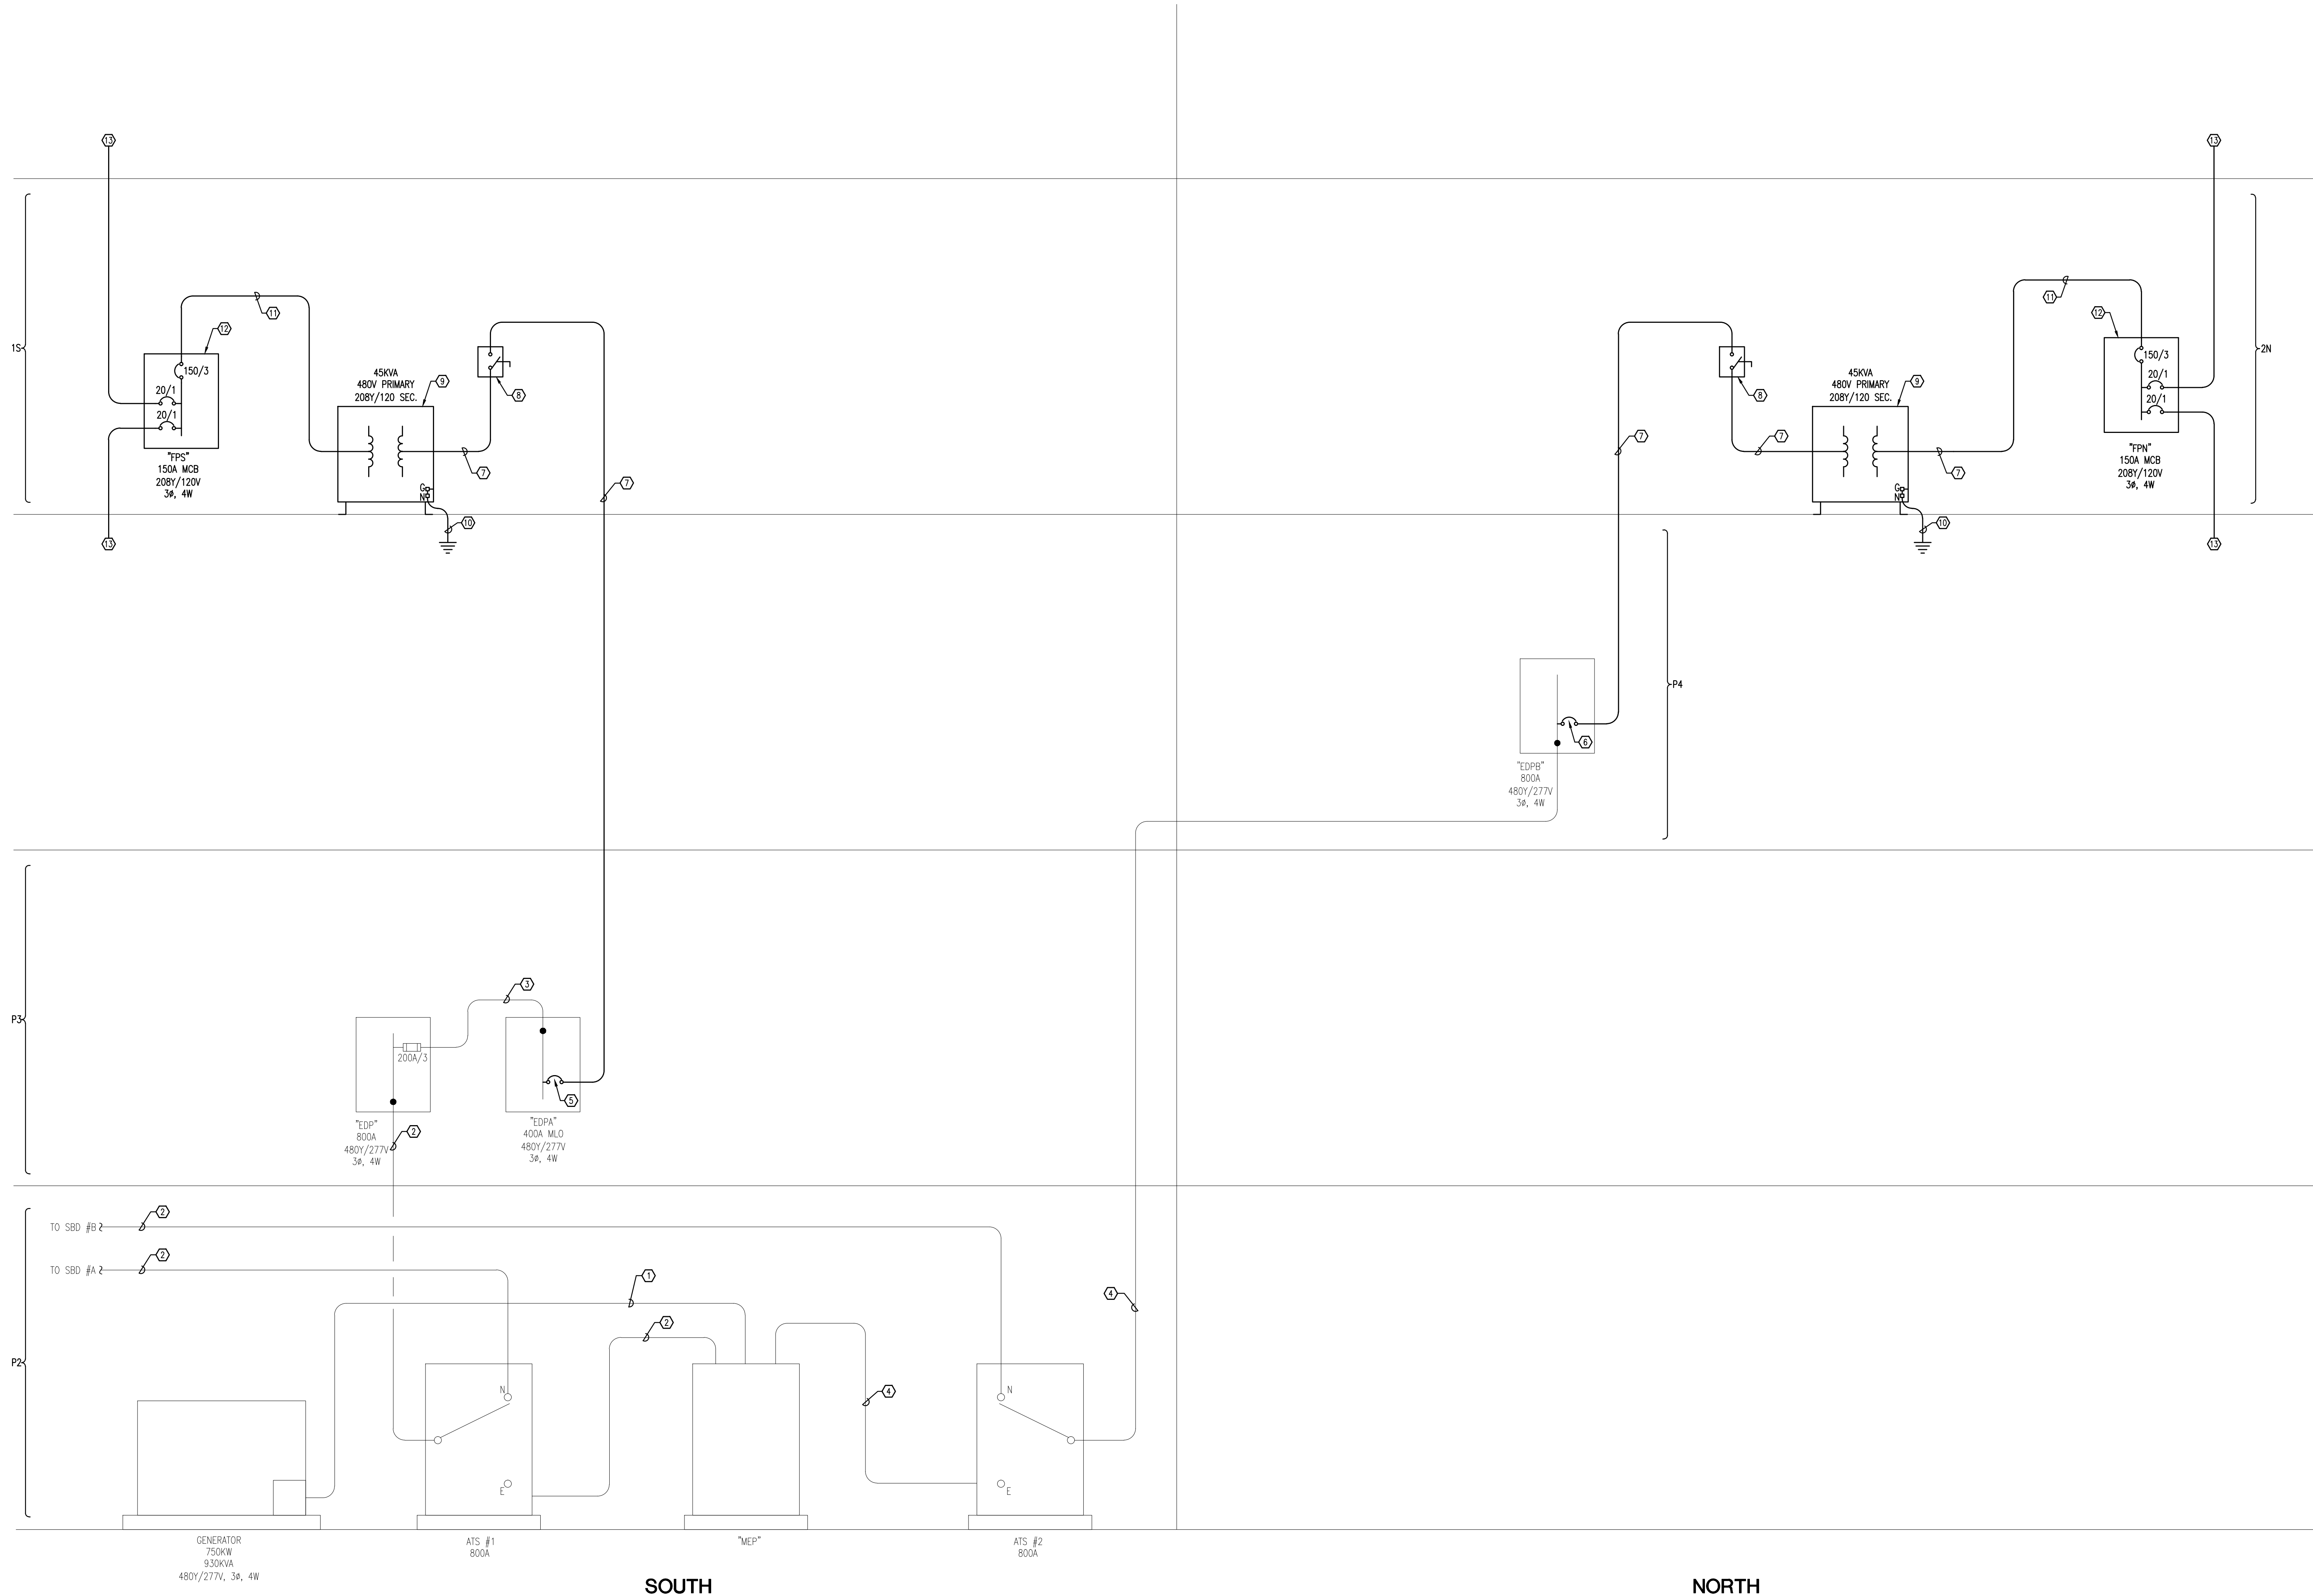 13
13
1S
11
12
150/3
20/1
20/1
"FPS"
150A MCB
208Y/120V
3ø, 4W
45KVA
480V PRIMARY
208Y/120 SEC.
9
8
7
G
N
10
7
13
7
8
7
45KVA
480V PRIMARY
208Y/120 SEC.
9
G
N
10
7
11
12
150/3
20/1
20/1
"FPN"
150A MCB
208Y/120V
3ø, 4W
2N
13
P4
6
"EDPB"
800A
480Y/277V
3ø, 4W
P3
3
200A/3
5
"EDP"
800A
480Y/277V
3ø, 4W
2
"EDPA"
400A MLO
480Y/277V
3ø, 4W
P2
TO SBD #B
2
TO SBD #A
2
1
2
4
4
N
E
N
E
GENERATOR
750KW
930KVA
480Y/277V, 3ø, 4W
ATS #1
800A
"MEP"
ATS #2
800A
SOUTH
NORTH